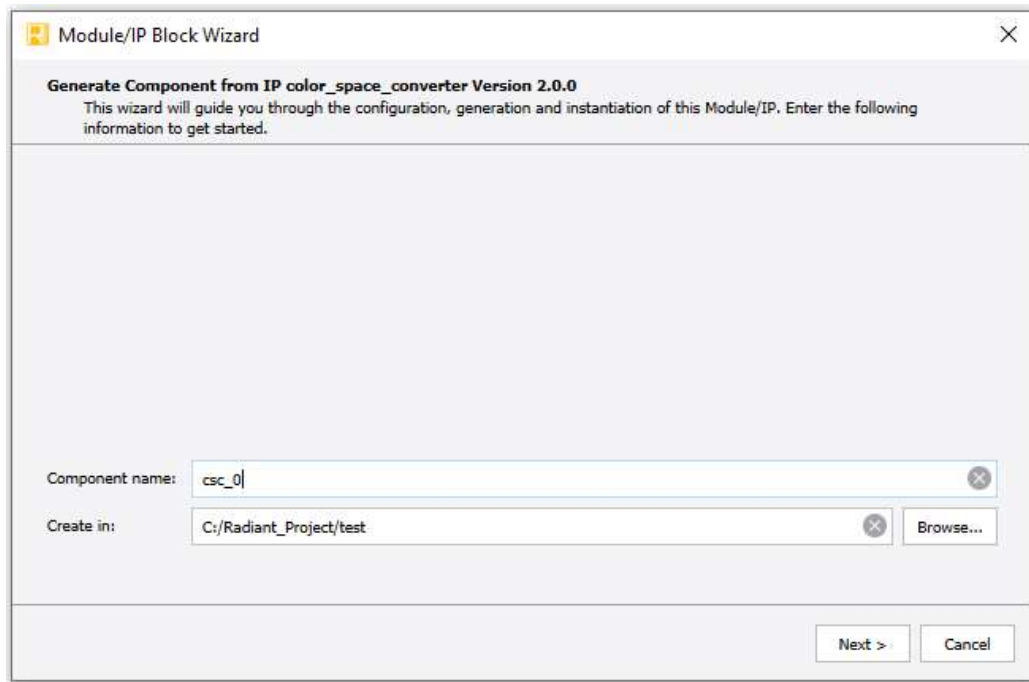 Module/IP Block Wizard
Generate Component from IP color_space_converter Version 2.0.0
This wizard will guide you through the configuration, generation and instantiation of this Module/IP. Enter the following
information to get started.
Component name: csc_0
Create in: C:/Radiant_Project/test Browse...
Next > Cancel